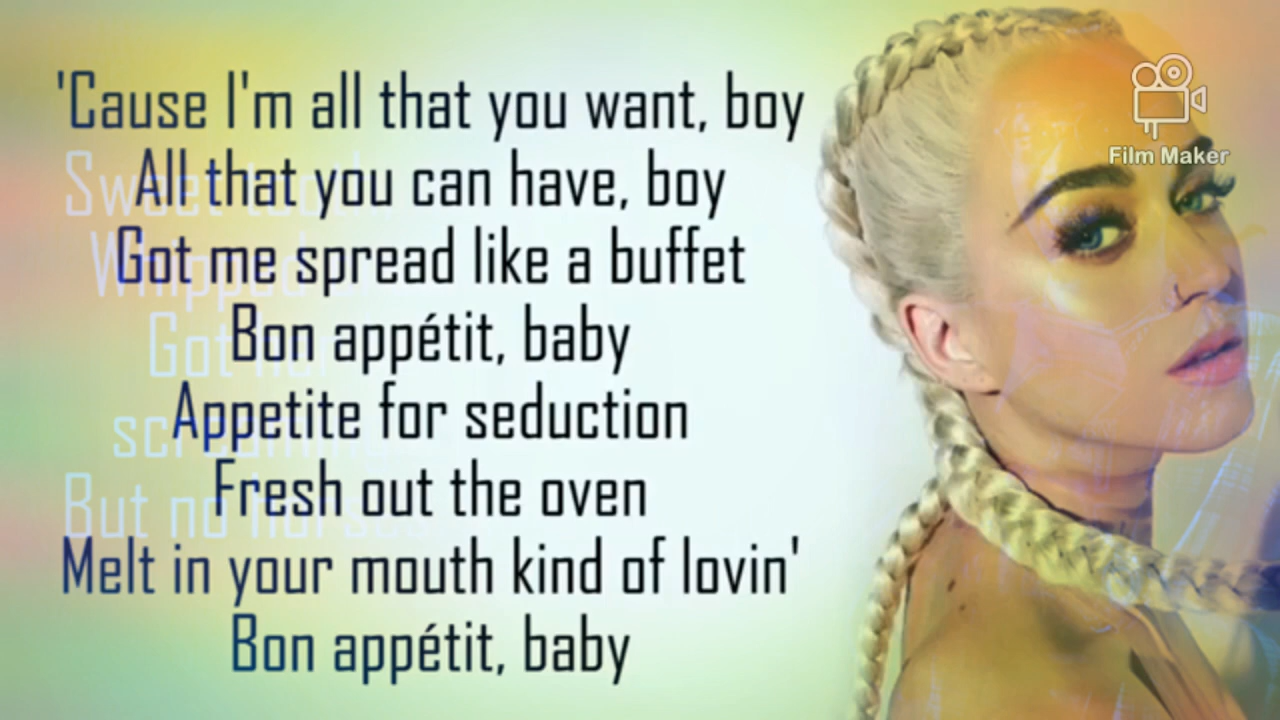 'Cause I'm all that you want, boy
All that you can have, boy
Got me spread like a buffet
Bon appétit, baby
Appetite for seduction
Fresh out the oven
Melt in your mouth kind of lovin'
Bon appétit, baby
Film Maker